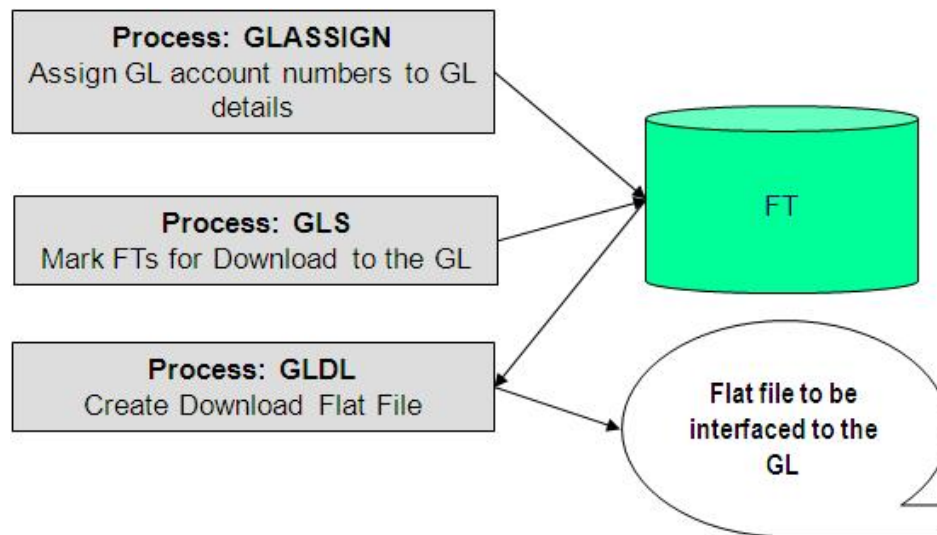 Process: GLASSIGN
Assign GL account numbers to GL
details
Process: GLS
Mark FTs for Download to the GL
Process: GLDL
Create Download Flat File
FT
Flat file to be
interfaced to the
GL